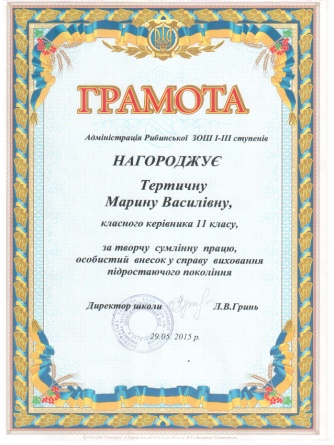 ГРАМОТА
Адміністрація Рибинської ЗОШ І-ІІІ ступенів
НАГОРОДЖУЄ
Тертичну
Марину Василівну,
класного керівника 11 класу,
за творчу сумлінну працю,
особистий внесок у справу виховання
підростаючого покоління
Директор школи Л.В.Гринь
29.05. 2015 р.